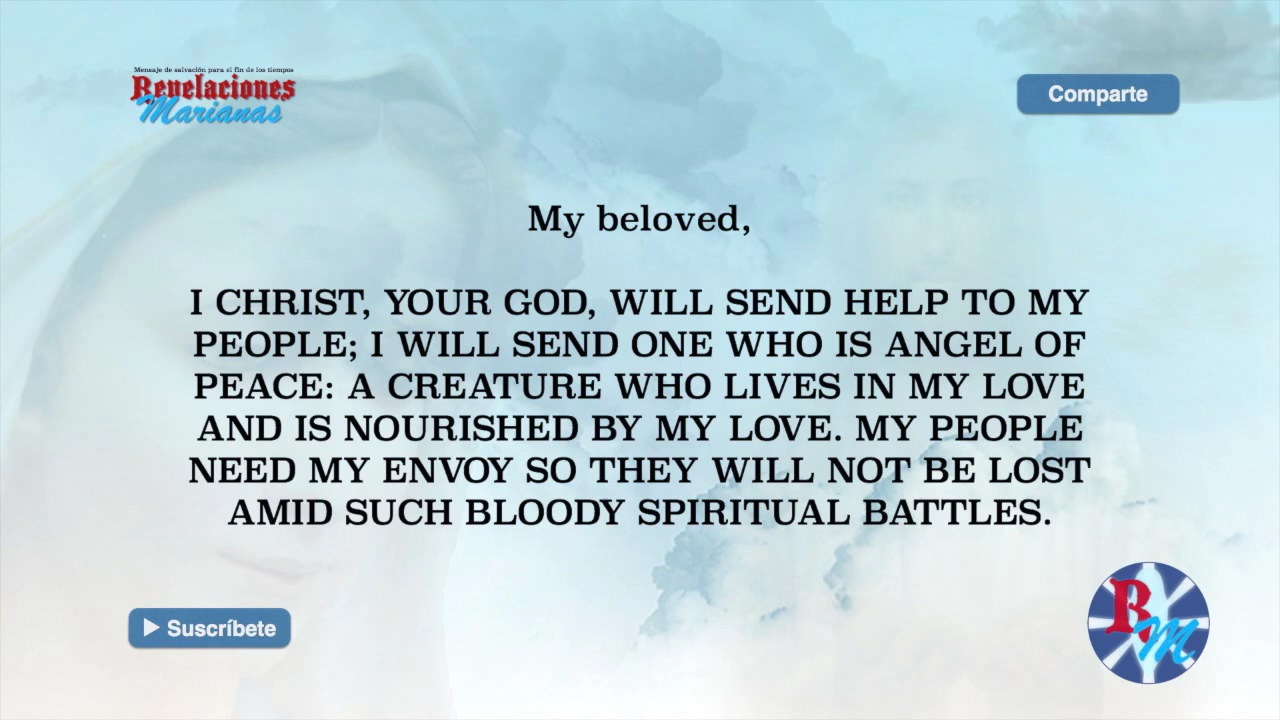 Mensaje de salvación para el fin de los tiempos
Revelaciones
Marianas
Comparte
My beloved,
I CHRIST, YOUR GOD, WILL SEND HELP TO MY
PEOPLE; I WILL SEND ONE WHO IS ANGEL OF
PEACE: A CREATURE WHO LIVES IN MY LOVE
AND IS NOURISHED BY MY LOVE. MY PEOPLE
NEED MY ENVOY SO THEY WILL NOT BE LOST
AMID SUCH BLOODY SPIRITUAL BATTLES.
Suscríbete
RM